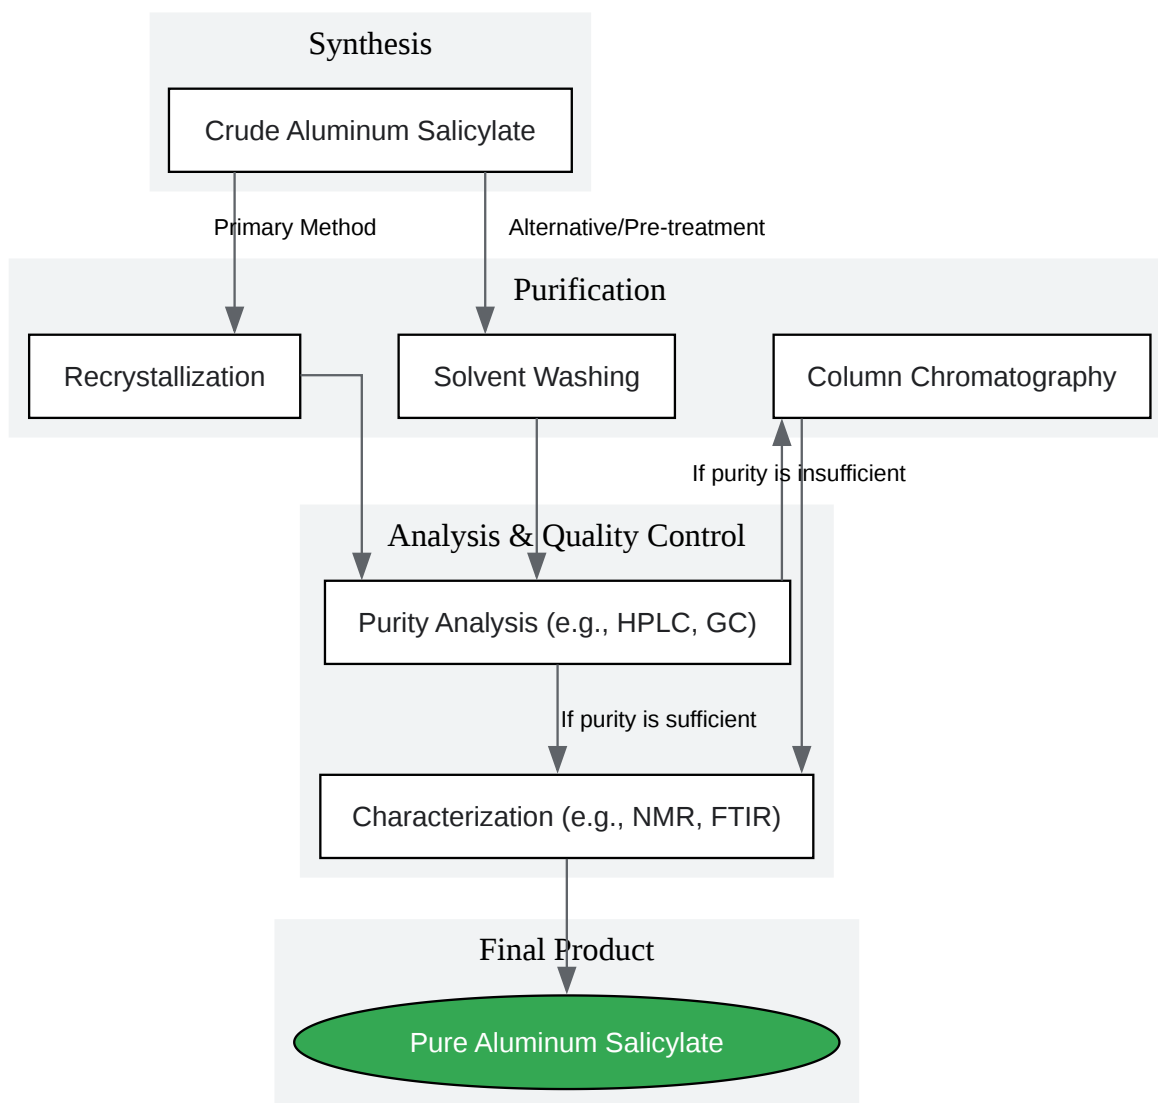 Synthesis
Crude Aluminum Salicylate
Primary Method
Alternative/Pre-treatment
Purification
Recrystallization
Solvent Washing
Column Chromatography
If purity is insufficient
Analysis & Quality Control
Purity Analysis (e.g., HPLC, GC)
If purity is sufficient
Characterization (e.g., NMR, FTIR)
Final Product
Pure Aluminum Salicylate